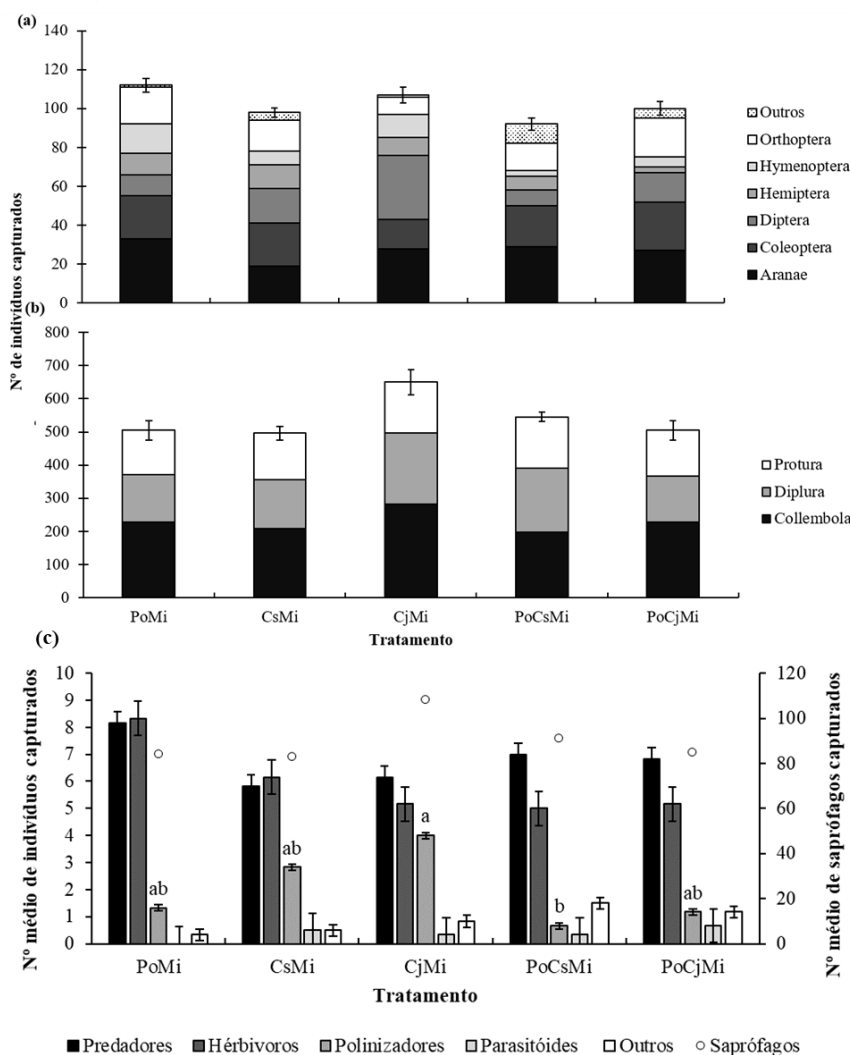 (a)
140
120
100
80
60
40
20
0
Outros
Orthoptera
Hymenoptera
Hemiptera
Diptera
Coleoptera
Aranae
Nº de indivíduos capturados
(b)
800
700
600
500
400
300
200
100
0
Protura
Diplura
Collembola
PoMi CsMi CjMi PoCsMi PoCjMi
Tratamento
(c)
Nº médio de indivíduos capturados
10
9
8
7
6
5
4
3
2
1
0
ab ab a b ab
120
100
80
60
40
20
0
Nº médio de saprófagos capturados
PoMi CsMi CjMi PoCsMi PoCjMi
Tratamento
Predadores Hérbivoros Polinizadores Parasitóides Outros Saprófagos